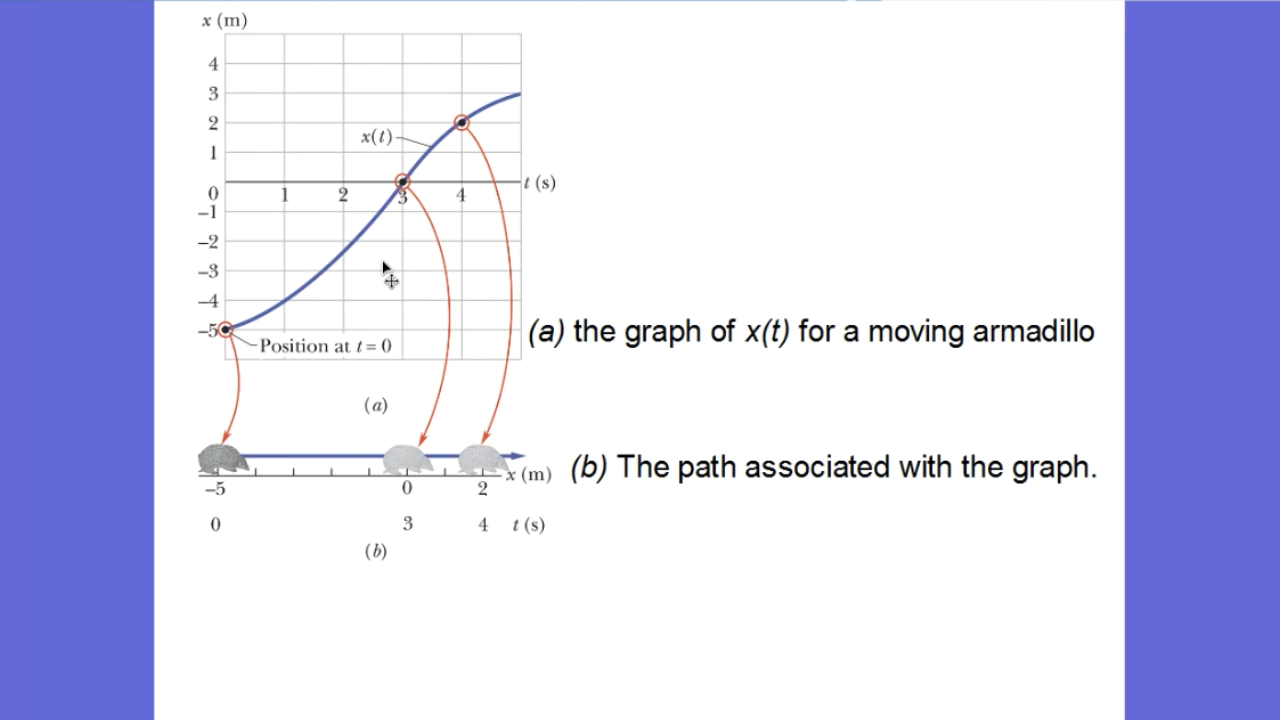 x (m)
4
3
2
1
0
–1
–2
–3
–4
–5
x(t)
1 2 3 4
t (s)
Position at t = 0
(a)
(a) the graph of x(t) for a moving armadillo
(b) The path associated with the graph.
x (m)
–5 0 2
0 3 4 t (s)
(b)